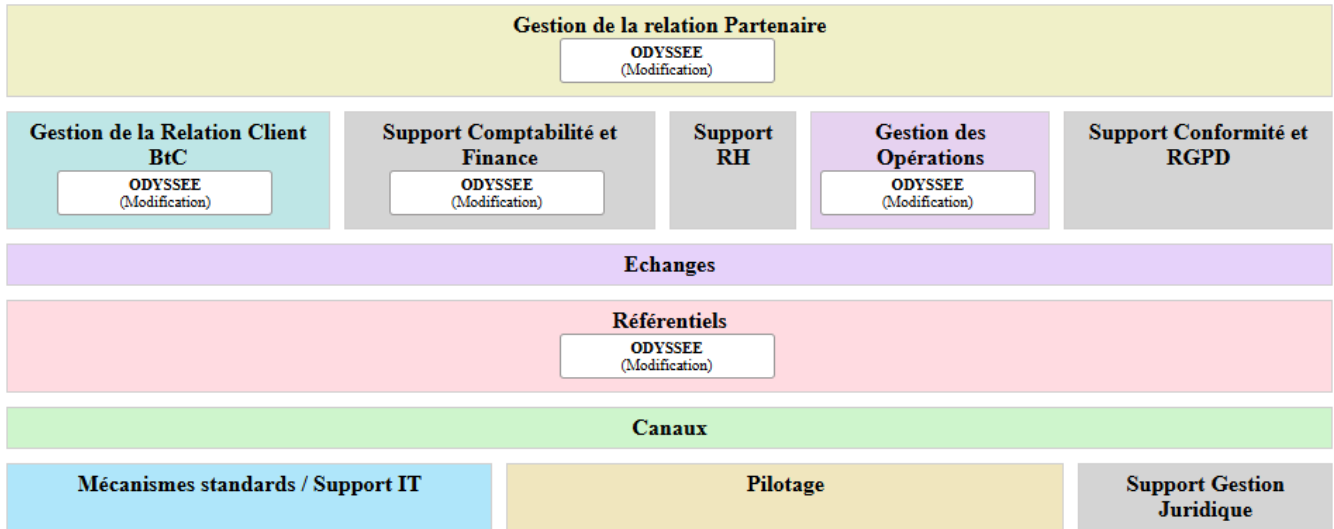 Gestion de la relation Partenaire
ODYSSEE
(Modification)
Gestion de la Relation Client
BtC
ODYSSEE
(Modification)
Support Comptabilité et
Finance
ODYSSEE
(Modification)
Support
RH
Gestion des
Opérations
ODYSSEE
(Modification)
Support Conformité et
RGPD
Echanges
Référentiels
ODYSSEE
(Modification)
Canaux
Mécanismes standards / Support IT
Pilotage
Support Gestion
Juridique